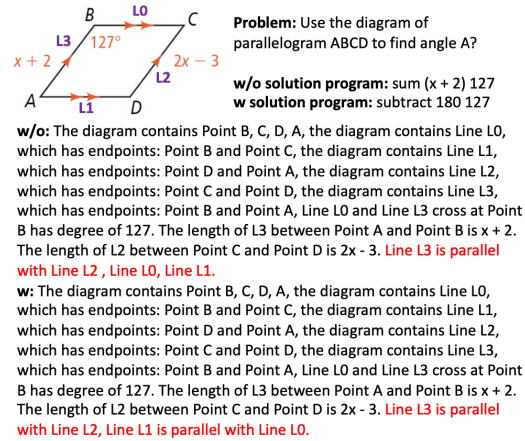 B
LO
C
L3
127°
x + 2
2x − 3
L2
A
L1
D
Problem: Use the diagram of
parallelogram ABCD to find angle A?
w/o solution program: sum (x + 2) 127
w solution program: subtract 180 127
w/o: The diagram contains Point B, C, D, A, the diagram contains Line L0,
which has endpoints: Point B and Point C, the diagram contains Line L1,
which has endpoints: Point D and Point A, the diagram contains Line L2,
which has endpoints: Point C and Point D, the diagram contains Line L3,
which has endpoints: Point B and Point A, Line L0 and Line L3 cross at Point
B has degree of 127. The length of L3 between Point A and Point B is x + 2.
The length of L2 between Point C and Point D is 2x - 3. Line L3 is parallel
with Line L2 , Line L0, Line L1.
w: The diagram contains Point B, C, D, A, the diagram contains Line L0,
which has endpoints: Point B and Point C, the diagram contains Line L1,
which has endpoints: Point D and Point A, the diagram contains Line L2,
which has endpoints: Point C and Point D, the diagram contains Line L3,
which has endpoints: Point B and Point A, Line L0 and Line L3 cross at Point
B has degree of 127. The length of L3 between Point A and Point B is x + 2.
The length of L2 between Point C and Point D is 2x - 3. Line L3 is parallel
with Line L2, Line L1 is parallel with Line L0.